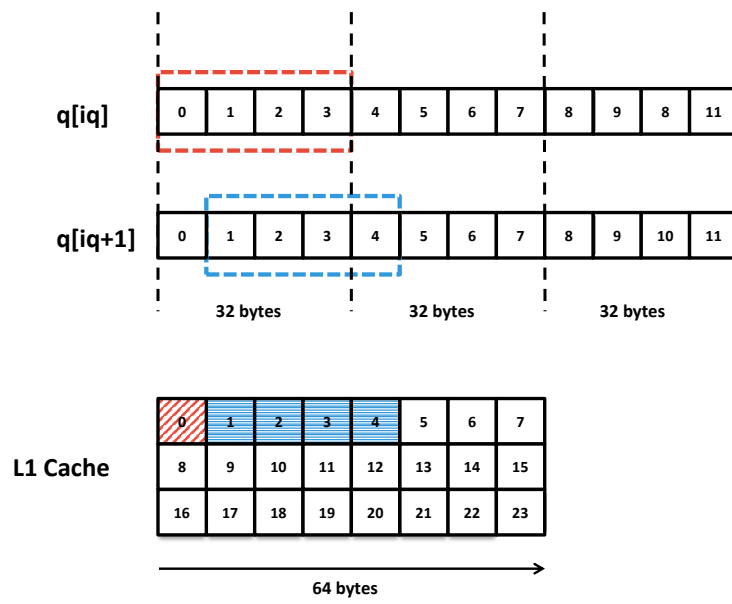 q[iq] 0 1 2 3 4 5 6 7 8 9 8 11
q[iq+1] 0 1 2 3 4 5 6 7 8 9 10 11
32 bytes 32 bytes 32 bytes
0 1 2 3 4 5 6 7
L1 Cache 8 9 10 11 12 13 14 15
16 17 18 19 20 21 22 23
64 bytes